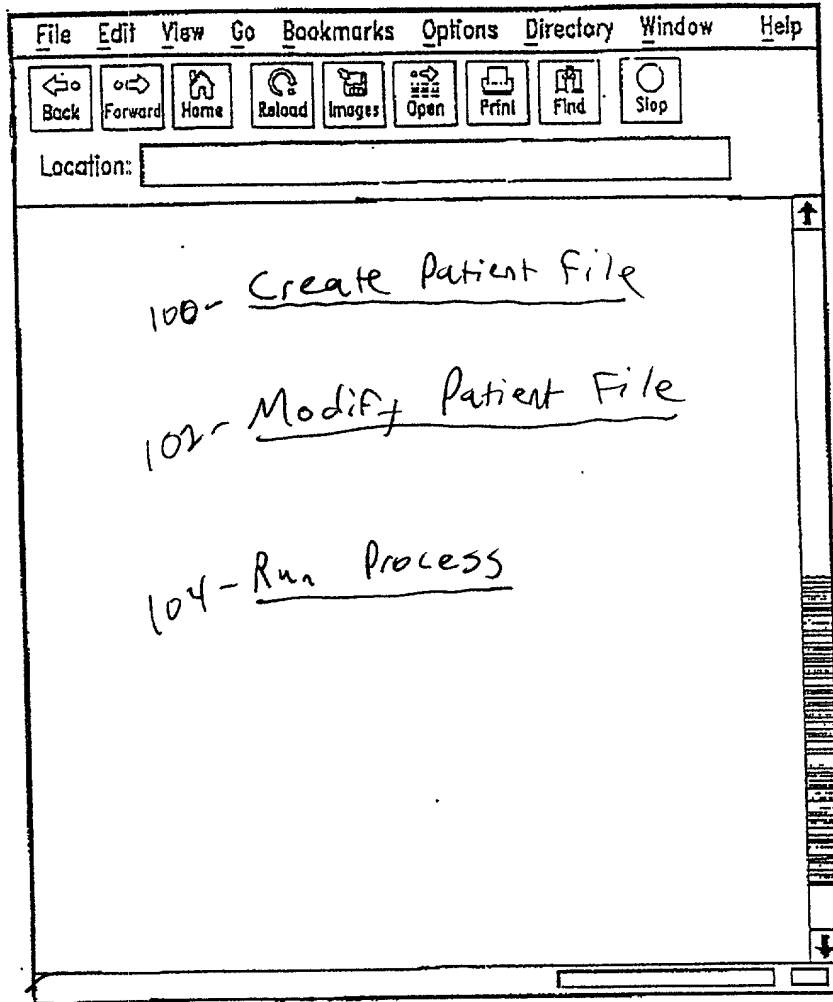 File Edit View Go Bookmarks Options Directory Window Help
Back Forward Home Reload Images Open Print Find Stop
Location:
100- Create Patient File
102- Modify Patient File
104- Run Process